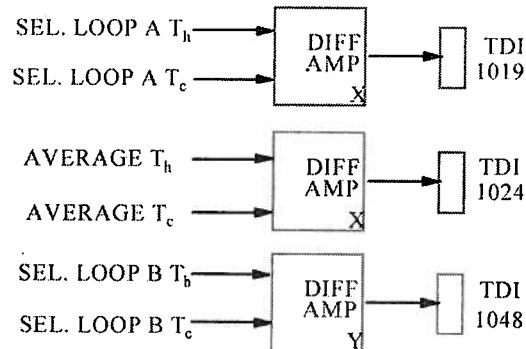 SEL. LOOP A Th
SEL. LOOP A Tc
DIFF
AMP
X
TDI
1019
AVERAGE Th
AVERAGE Tc
DIFF
AMP
X
TDI
1024
SEL. LOOP B Th
SEL. LOOP B Tc
DIFF
AMP
Y
TDI
1048